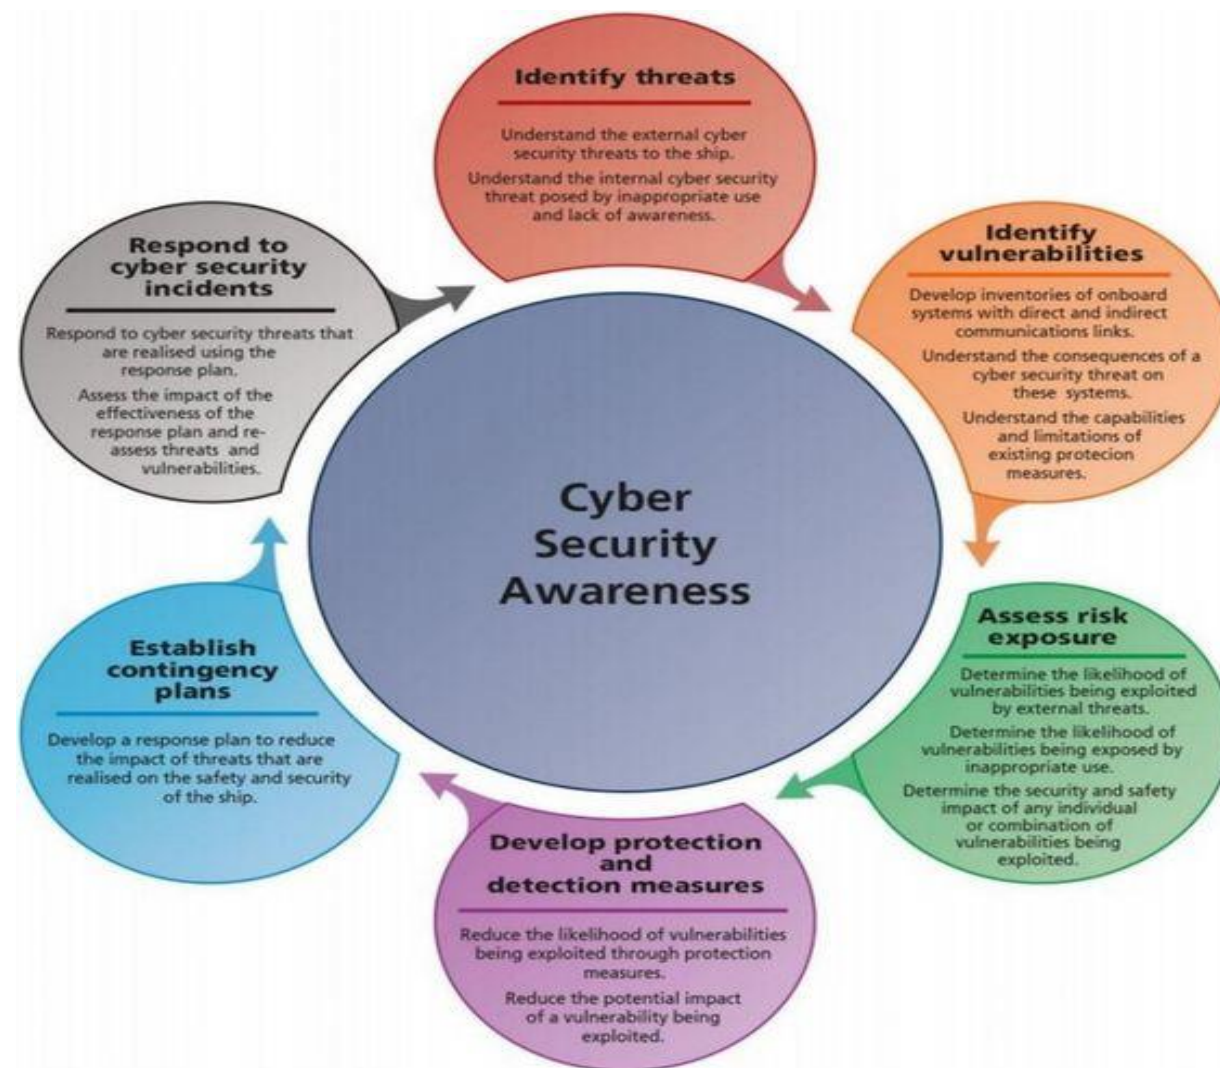 Identify threats
Understand the external cyber
security threats to the ship.
Understand the internal cyber security
threat posed by inappropriate use
and lack of awareness.
Identify
vulnerabilities
Develop inventories of onboard
systems with direct and indirect
communications links.
Understand the consequences of a
cyber security threat on
these systems.
Understand the capabilities
and limitations of
existing protecion
measures.
Assess risk
exposure
Determine the likelihood of
vulnerabilities being exploited
by external threats.
Determine the likelihood of
vulnerabilities being exposed by
inappropriate use.
Determine the security and safety
impact of any individual
or combination of
vulnerabilities being
exploited.
Develop protection
and
detection measures
Reduce the likelihood of vulnerabilities
being exploited through protection
measures.
Reduce the potential impact
of a vulnerability being
exploited.
Establish
contingency
plans
Develop a response plan to reduce
the impact of threats that are
realised on the safety and security
of the ship.
Respond to
cyber security
incidents
Respond to cyber security threats that
are realised using the
response plan.
Assess the impact of the
effectiveness of the
response plan and re-
assess threats and
vulnerabilities.
Cyber
Security
Awareness